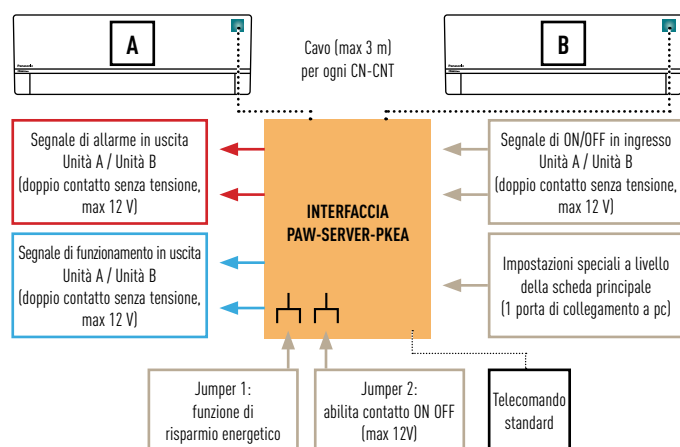 A
Cavo (max 3 m)
per ogni CN-CNT
B
Panasonic
Panasonic
Segnale di allarme in uscita
Unità A / Unità B
(doppio contatto senza tensione,
max 12 V)
Segnale di funzionamento in uscita
Unità A / Unità B
(doppio contatto senza tensione,
max 12 V)
INTERFACCIA
PAW-SERVER-PKEA
Segnale di ON/OFF in ingresso
Unità A / Unità B
(doppio contatto senza tensione,
max 12 V)
Impostazioni speciali a livello
della scheda principale
(1 porta di collegamento a pc)
Jumper 1:
funzione di
risparmio energetico
Jumper 2:
abilita contatto ON OFF
(max 12V)
Telecomando
standard